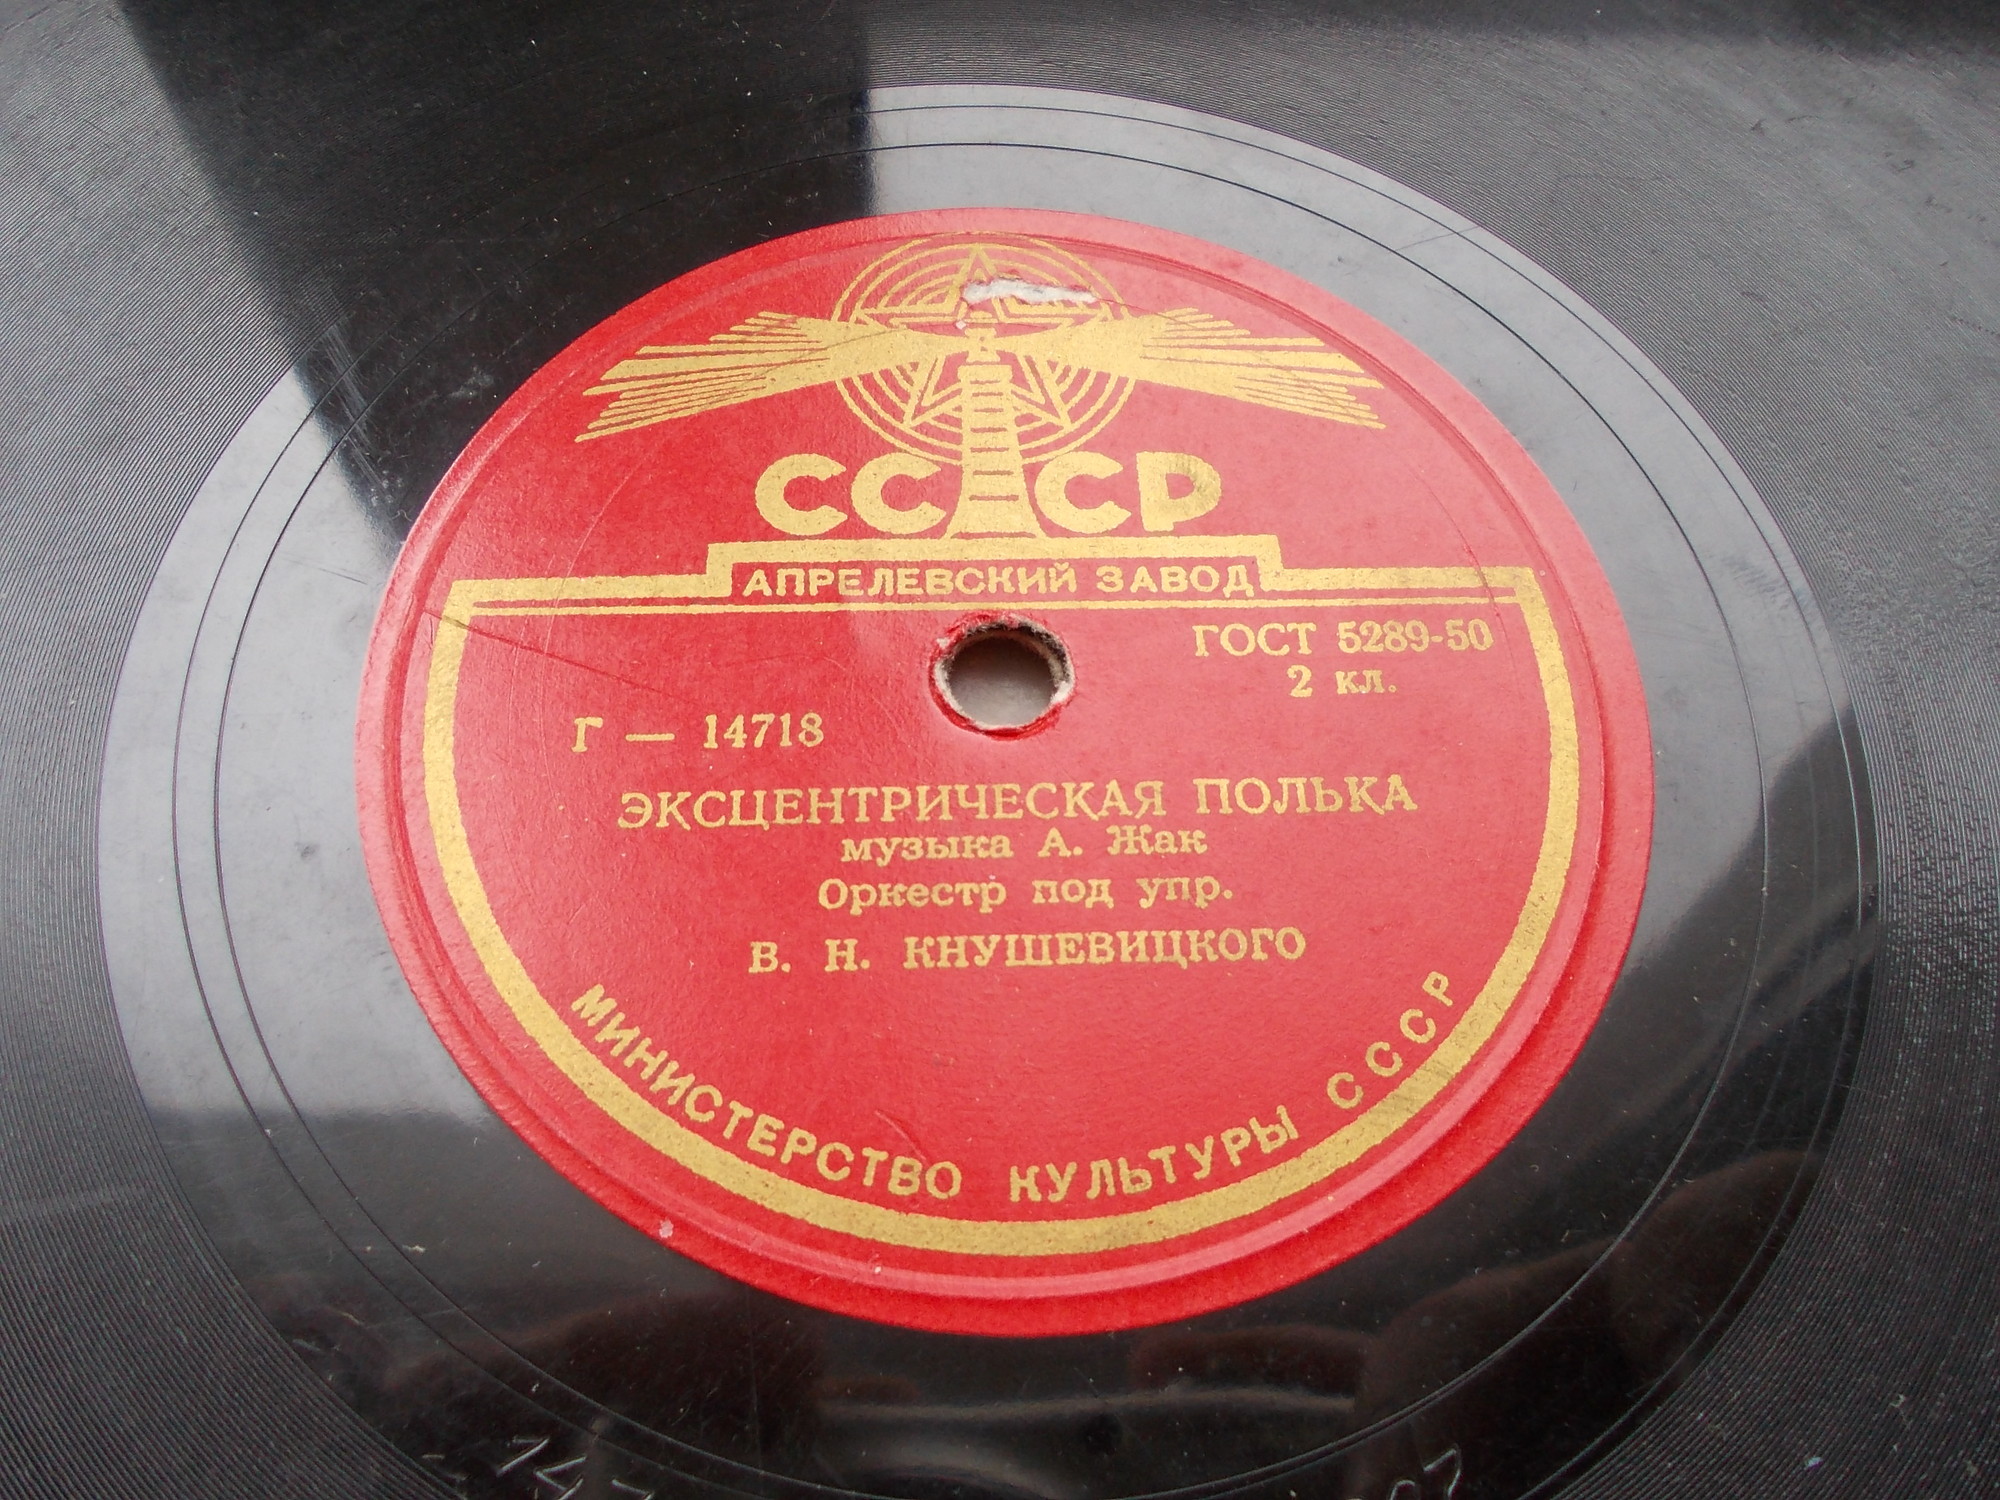 СССР
АПРЕЛЕВСКИЙ ЗАВОД
ГОСТ 5289-50
2 кл.
Г — 14718
ЭКСЦЕНТРИЧЕСКАЯ ПОЛЬКА
музыка А. Жак
Оркестр под упр.
В. Н. КНУШЕВИЦКОГО
МИНИСТЕРСТВО КУЛЬТУРЫ СССР